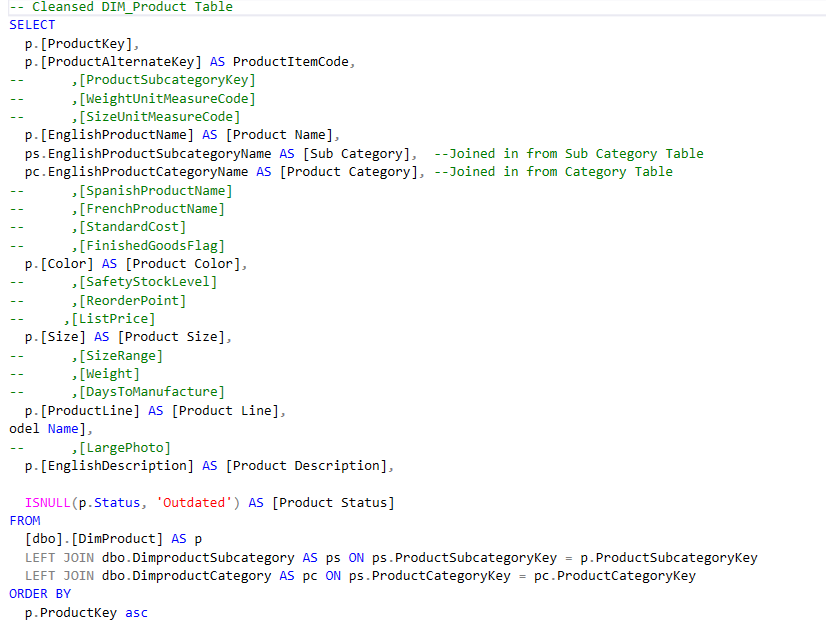 -- Cleansed DIM_Product Table
SELECT
  p.[ProductKey],
  p.[ProductAlternateKey] AS ProductItemCode,
--      ,[ProductSubcategoryKey]
--      ,[WeightUnitMeasureCode]
--      ,[SizeUnitMeasureCode]
  p.[EnglishProductName] AS [Product Name],
  ps.EnglishProductSubcategoryName AS [Sub Category],  --Joined in from Sub Category Table
  pc.EnglishProductCategoryName AS [Product Category], --Joined in from Category Table
--      ,[SpanishProductName]
--      ,[FrenchProductName]
--      ,[StandardCost]
--      ,[FinishedGoodsFlag]
  p.[Color] AS [Product Color],
--      ,[SafetyStockLevel]
--      ,[ReorderPoint]
--     ,[ListPrice]
  p.[Size] AS [Product Size],
--      ,[SizeRange]
--      ,[Weight]
--      ,[DaysToManufacture]
  p.[ProductLine] AS [Product Line],
odel Name],
--      ,[LargePhoto]
  p.[EnglishDescription] AS [Product Description],

  ISNULL(p.Status, 'Outdated') AS [Product Status]
FROM
  [dbo].[DimProduct] AS p
  LEFT JOIN dbo.DimproductSubcategory AS ps ON ps.ProductSubcategoryKey = p.ProductSubcategoryKey
  LEFT JOIN dbo.DimproductCategory AS pc ON ps.ProductCategoryKey = pc.ProductCategoryKey
ORDER BY
  p.ProductKey asc